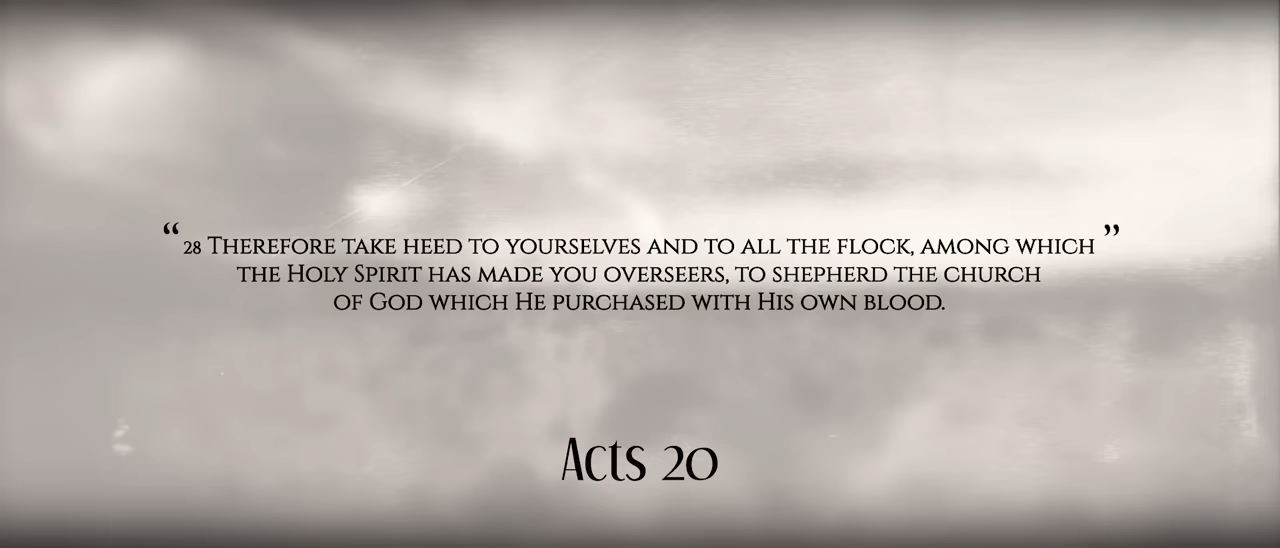 “28 Therefore take heed to yourselves and to all the flock, among which”
the Holy Spirit has made you overseers, to shepherd the church
of God which He purchased with His own blood.
Acts 20